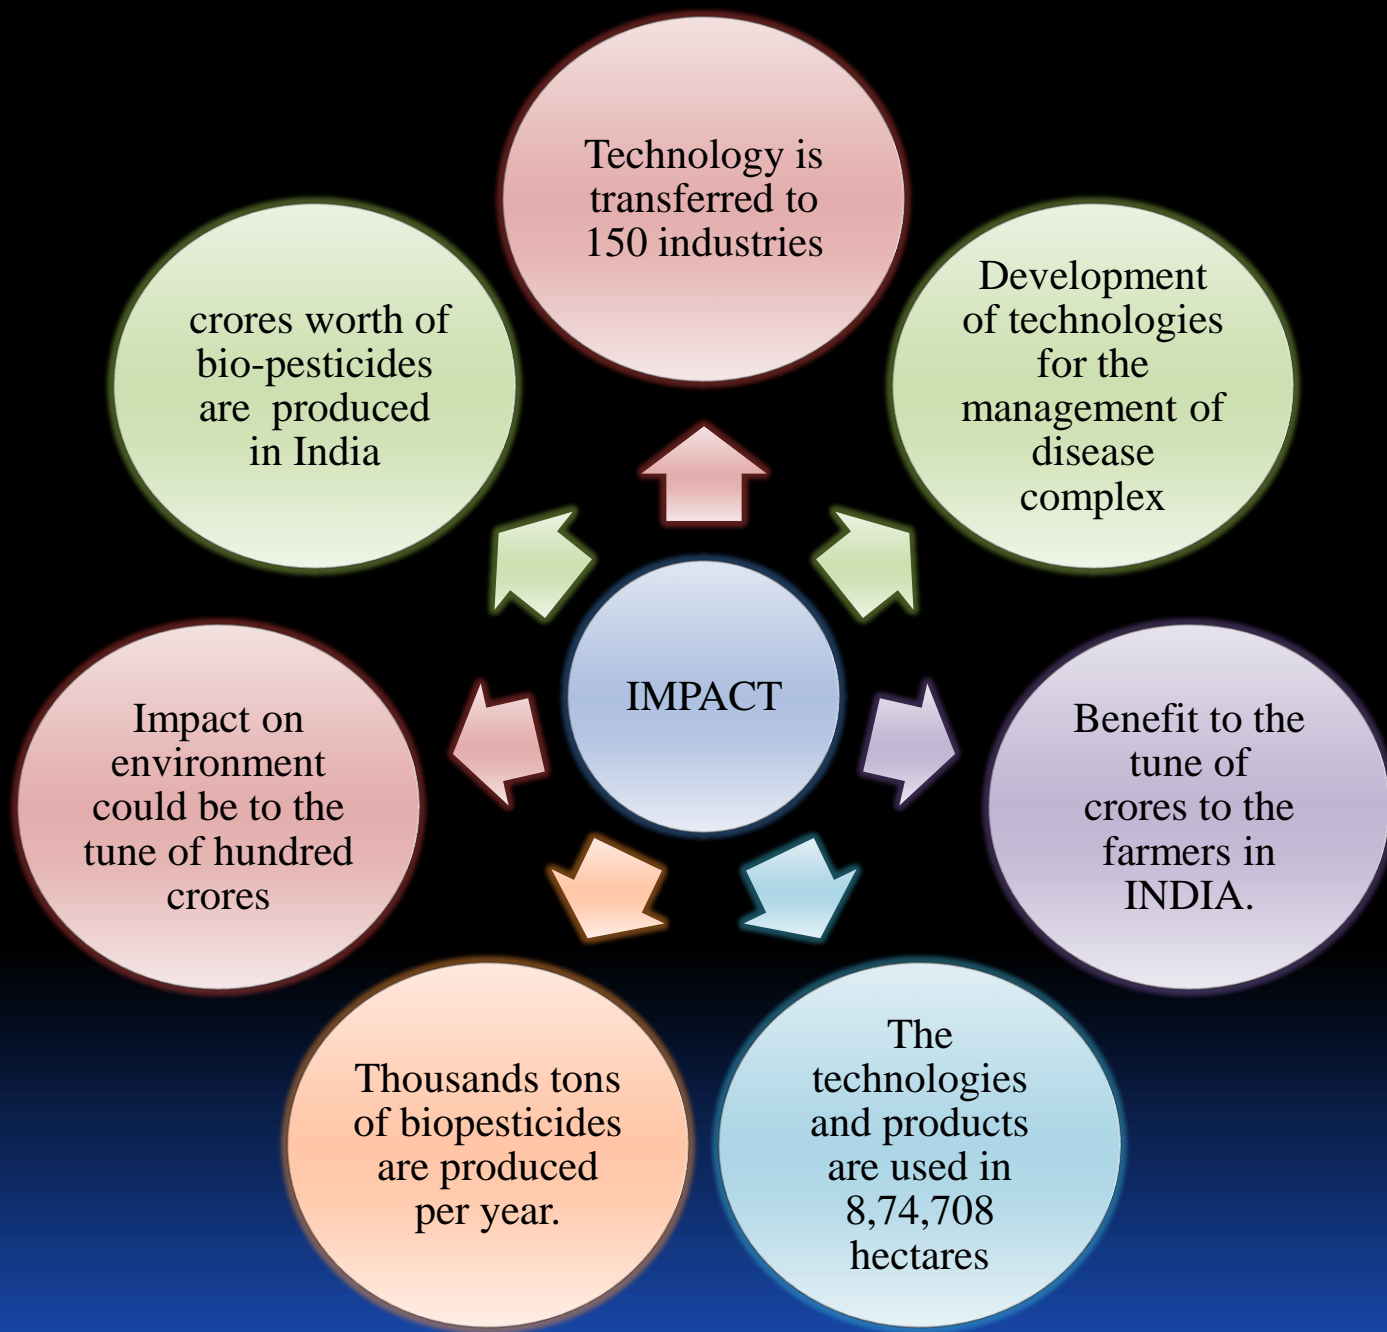 Technology is
transferred to
150 industries
Development
of technologies
for the
management of
disease
complex
Benefit to the
tune of
crores to the
farmers in
INDIA.
The
technologies
and products
are used in
8,74,708
hectares
Thousands tons
of biopesticides
are produced
per year.
Impact on
environment
could be to the
tune of hundred
crores
crores worth of
bio-pesticides
are produced
in India
IMPACT